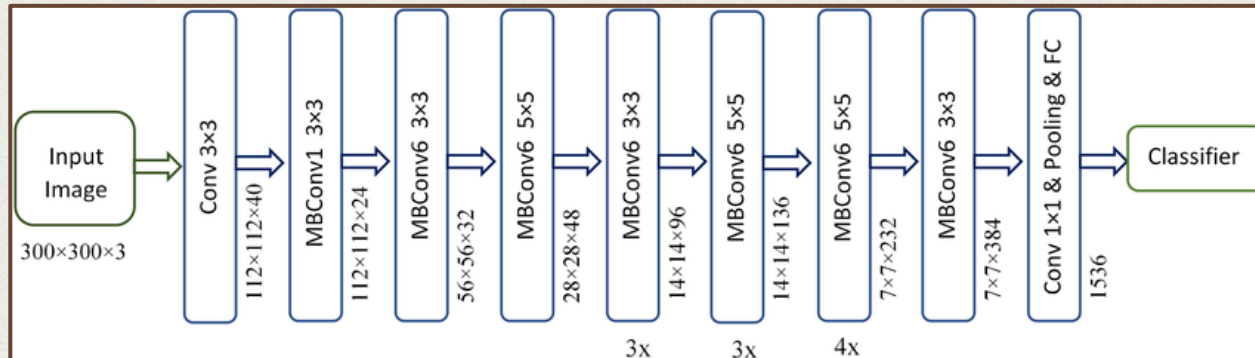 Input
Image
300×300×3
Conv 3×3
112×112×40
MBConv1 3×3
112×112×24
MBConv6 3×3
56×56×32
MBConv6 5×5
28×28×48
MBConv6 3×3
3x
14×14×96
MBConv6 5×5
3x
14×14×136
MBConv6 5×5
4x
7×7×232
MBConv6 3×3
7×7×384
Conv 1×1 & Pooling & FC
1536
Classifier